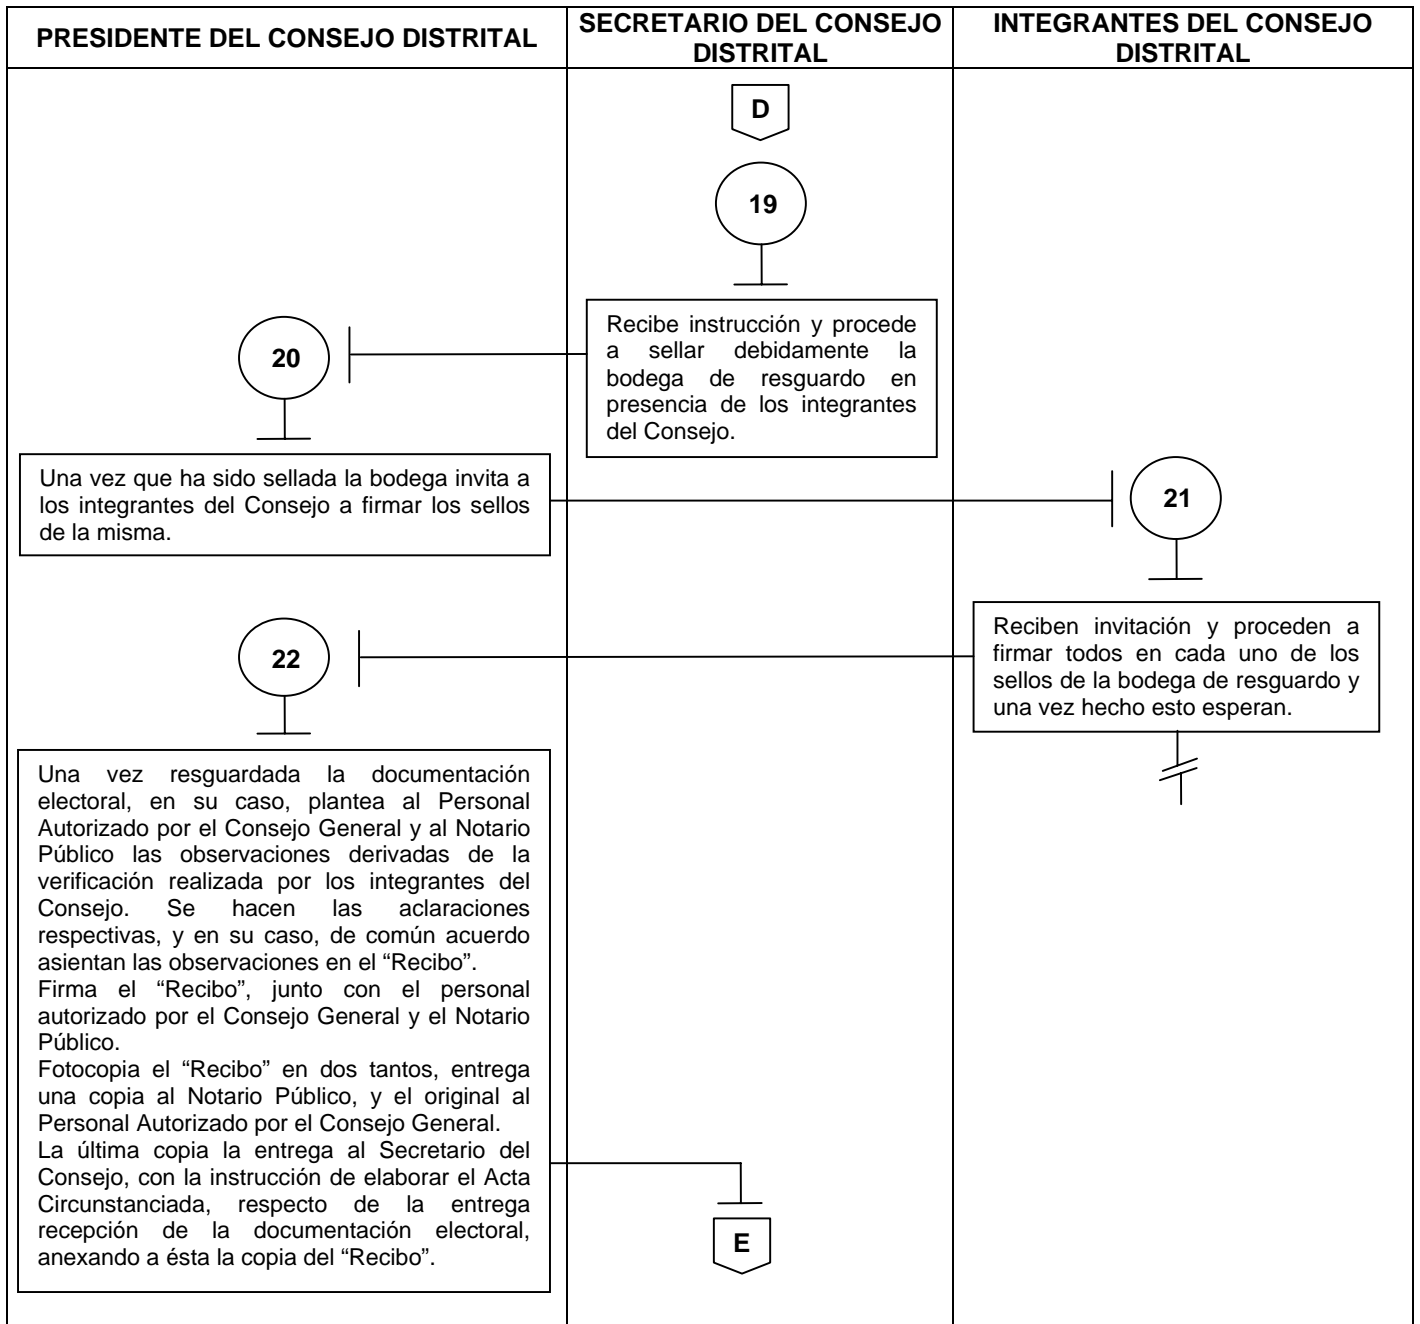 PRESIDENTE DEL CONSEJO DISTRITAL
SECRETARIO DEL CONSEJO
DISTRITAL
INTEGRANTES DEL CONSEJO
DISTRITAL
D
19
Recibe instrucción y procede
a sellar debidamente la
bodega de resguardo en
presencia de los integrantes
del Consejo.
20
Una vez que ha sido sellada la bodega invita a
los integrantes del Consejo a firmar los sellos
de la misma.
21
Reciben invitación y proceden a
firmar todos en cada uno de los
sellos de la bodega de resguardo y
una vez hecho esto esperan.
22
Una vez resguardada la documentación
electoral, en su caso, plantea al Personal
Autorizado por el Consejo General y al Notario
Público las observaciones derivadas de la
verificación realizada por los integrantes del
Consejo. Se hacen las aclaraciones
respectivas, y en su caso, de común acuerdo
asientan las observaciones en el “Recibo”.
Firma el “Recibo”, junto con el personal
autorizado por el Consejo General y el Notario
Público.
Fotocopia el “Recibo” en dos tantos, entrega
una copia al Notario Público, y el original al
Personal Autorizado por el Consejo General.
La última copia la entrega al Secretario del
Consejo, con la instrucción de elaborar el Acta
Circunstanciada, respecto de la entrega
recepción de la documentación electoral,
anexando a ésta la copia del “Recibo”.
E